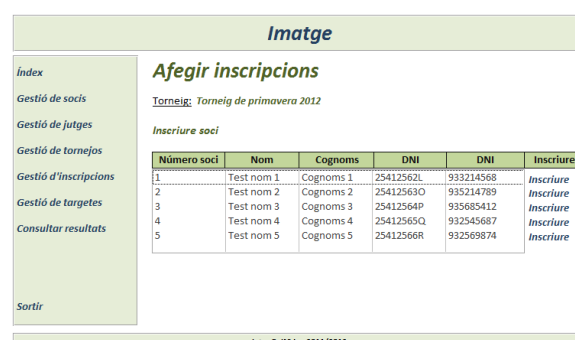 Imatge
Índex
Gestió de socis
Gestió de jutges
Gestió de tornejos
Gestió d'inscripcions
Gestió de targetes
Consultar resultats
Sortir
Afegir inscripcions
Torneig: Torneig de primavera 2012
Inscriure soci
Número soci Nom Cognoms DNI DNI Inscriure
1 Test nom 1 Cognoms 1 25412562L 933214568 Inscriure
2 Test nom 2 Cognoms 2 25412563O 935214789 Inscriure
3 Test nom 3 Cognoms 3 25412564P 935685412 Inscriure
4 Test nom 4 Cognoms 4 25412565Q 932545687 Inscriure
5 Test nom 5 Cognoms 5 25412566R 932569874 Inscriure